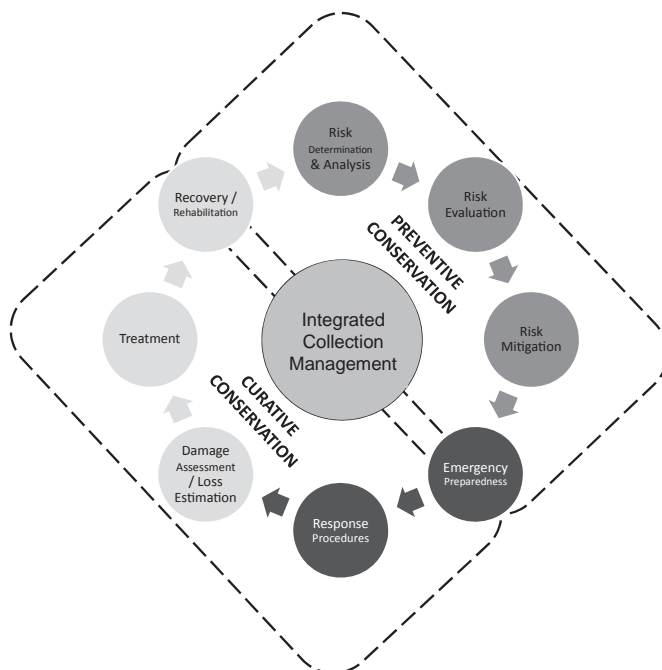 Risk
Determination
& Analysis
Risk
Evaluation
Risk
Mitigation
Emergency
Preparedness
Response
Procedures
Damage
Assessment
/ Loss
Estimation
Treatment
Recovery /
Rehabilitation
PREVENTIVE
CONSERVATION
Integrated
Collection
Management
CURATIVE
CONSERVATION